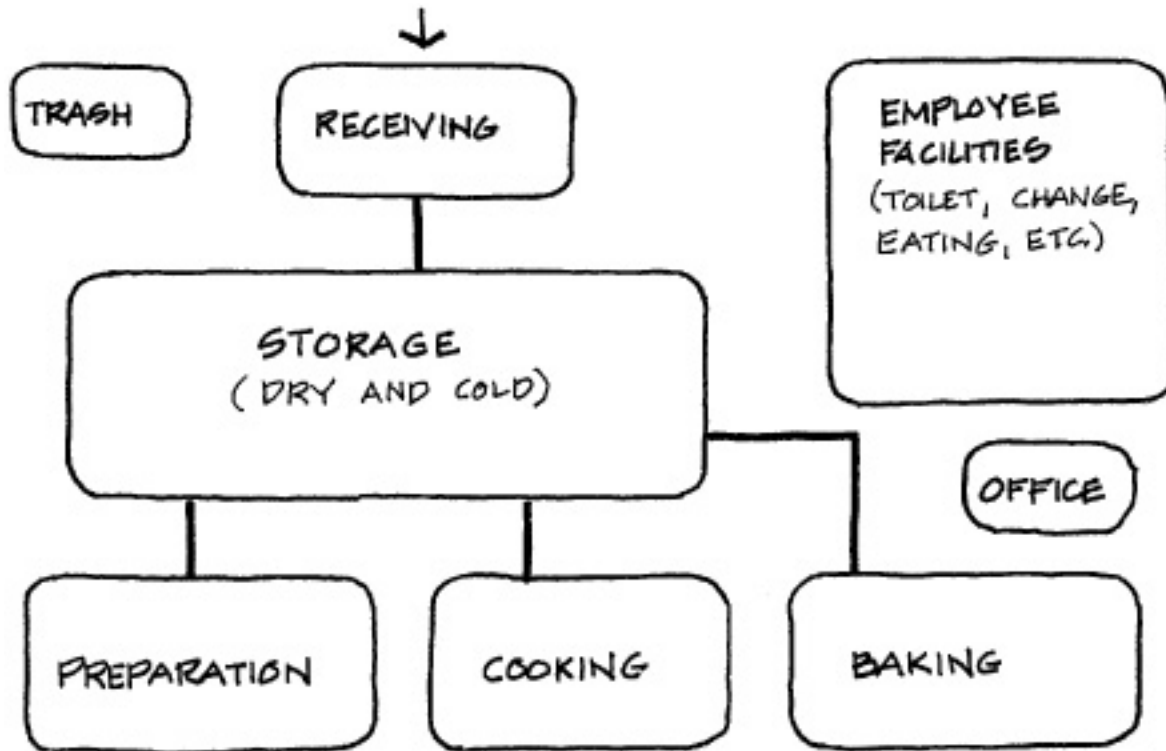 TRASH
RECEIVING
EMPLOYEE
FACILITIES
(TOILET, CHANGE,
EATING, ETC.)
STORAGE
(DRY AND COLD)
OFFICE
PREPARATION
COOKING
BAKING